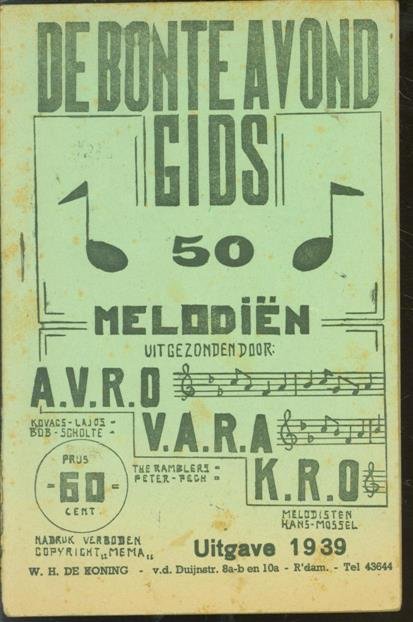 DE BONTE AVOND
GIDS
50
MELODIËN
UITGEZONDEN DOOR:
A.V.R.O
KOVACS - LAJOS -
BOB - SCHOLTE -
V.A.R.A
THE RAMBLERS =
PETER - PECH =
K.R.O
MELODISTEN
HANS-MOSSEL
PRIJS
-60-
CENT
NADRUK VERBODEN
COPYRICHT „MEMA„
Uitgave 1939
W. H. DE KONING - v.d. Duijnstr. 8a-b en 10a - R'dam. - Tel 43644